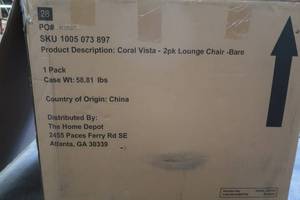 28
PO#
SKU 1005 073 897
Product Description: Coral Vista - 2pk Lounge Chair -Bare
1 Pack
Case Wt: 58.81 lbs
Country of Origin: China
Distributed By:
The Home Depot
2455 Paces Ferry Rd SE
Atlanta, GA 30339